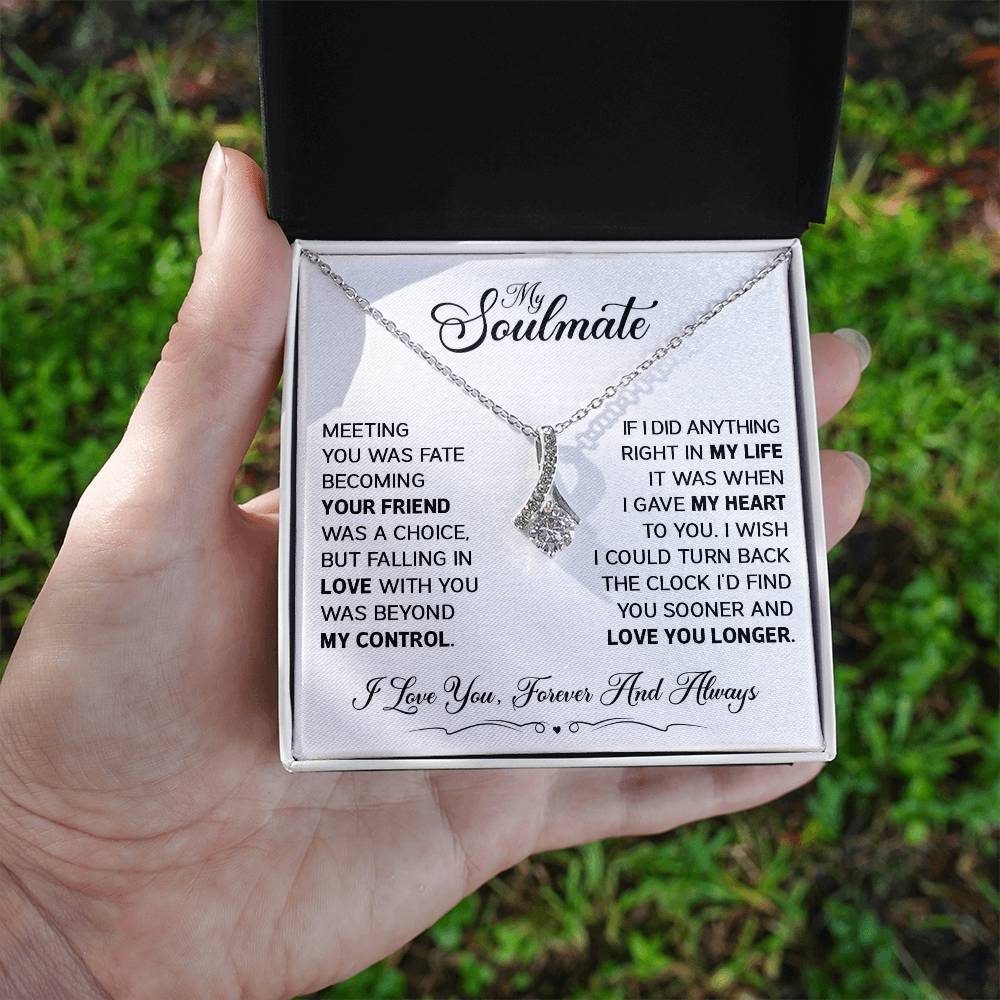 My
Soulmate
MEETING
YOU WAS FATE
BECOMING
YOUR FRIEND
WAS A CHOICE,
BUT FALLING IN
LOVE WITH YOU
WAS BEYOND
MY CONTROL.
IF I DID ANYTHING
RIGHT IN MY LIFE
IT WAS WHEN
I GAVE MY HEART
TO YOU. I WISH
I COULD TURN BACK
THE CLOCK I'D FIND
YOU SOONER AND
LOVE YOU LONGER.
I Love You, Forever And Always